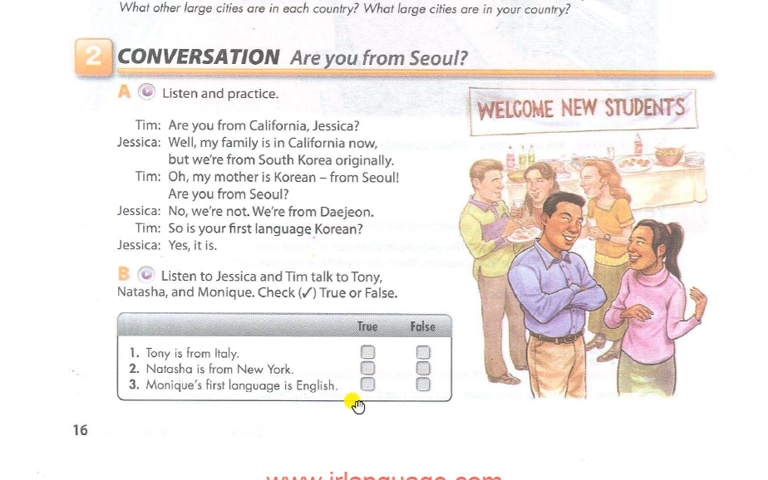 What other large cities are in each country? What large cities are in your country?
2 CONVERSATION Are you from Seoul?
A Listen and practice.
WELCOME NEW STUDENTS
Tim: Are you from California, Jessica?
Jessica: Well, my family is in California now,
but we're from South Korea originally.
Tim: Oh, my mother is Korean – from Seoul!
Are you from Seoul?
Jessica: No, we're not. We're from Daejeon.
Tim: So is your first language Korean?
Jessica: Yes, it is.
B Listen to Jessica and Tim talk to Tony,
Natasha, and Monique. Check (✓) True or False.
True False
1. Tony is from Italy.
2. Natasha is from New York.
3. Monique's first language is English.
16
www.irlanguage.com